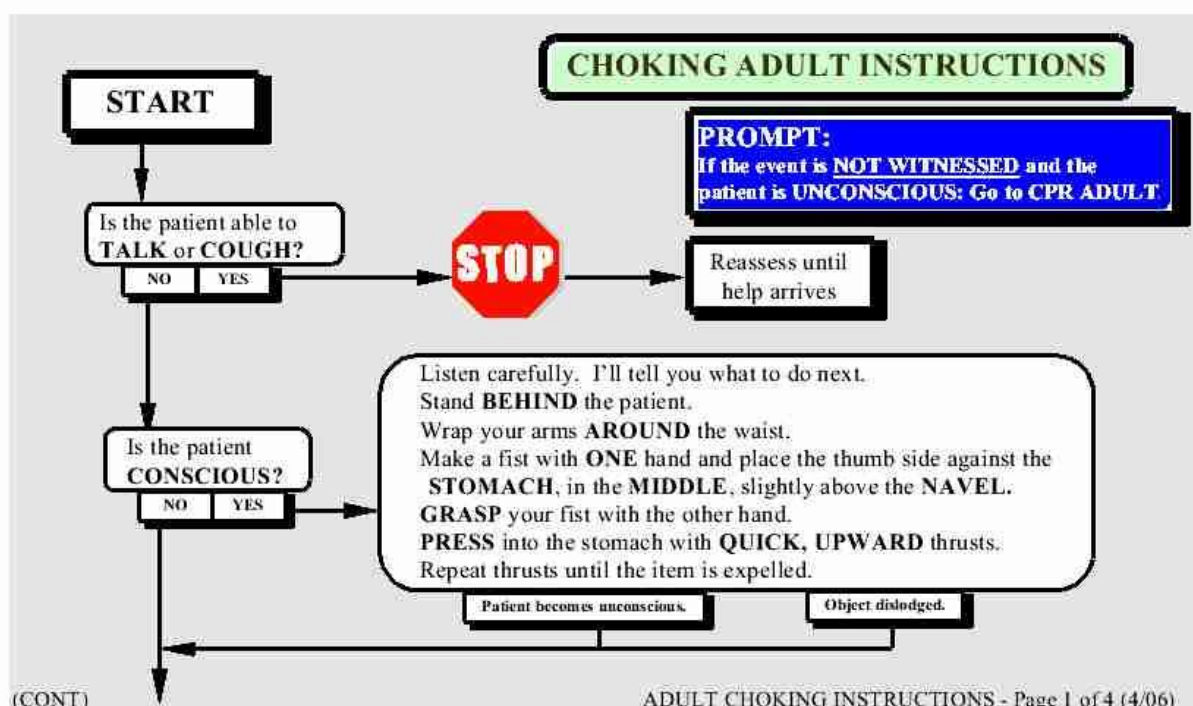 CHOKING ADULT INSTRUCTIONS
START
PROMPT:
If the event is NOT WITNESSED and the
patient is UNCONSCIOUS: Go to CPR ADULT
Is the patient able to
TALK or COUGH?
NO YES
STOP
Reassess until
help arrives
Is the patient
CONSCIOUS?
NO YES
Listen carefully. I'll tell you what to do next.
Stand BEHIND the patient.
Wrap your arms AROUND the waist.
Make a fist with ONE hand and place the thumb side against the
STOMACH, in the MIDDLE, slightly above the NAVEL.
GRASP your fist with the other hand.
PRESS into the stomach with QUICK, UPWARD thrusts.
Repeat thrusts until the item is expelled.
Patient becomes unconscious.
Object dislodged.
(CONT)
ADULT CHOKING INSTRUCTIONS - Page 1 of 4 (4/06)